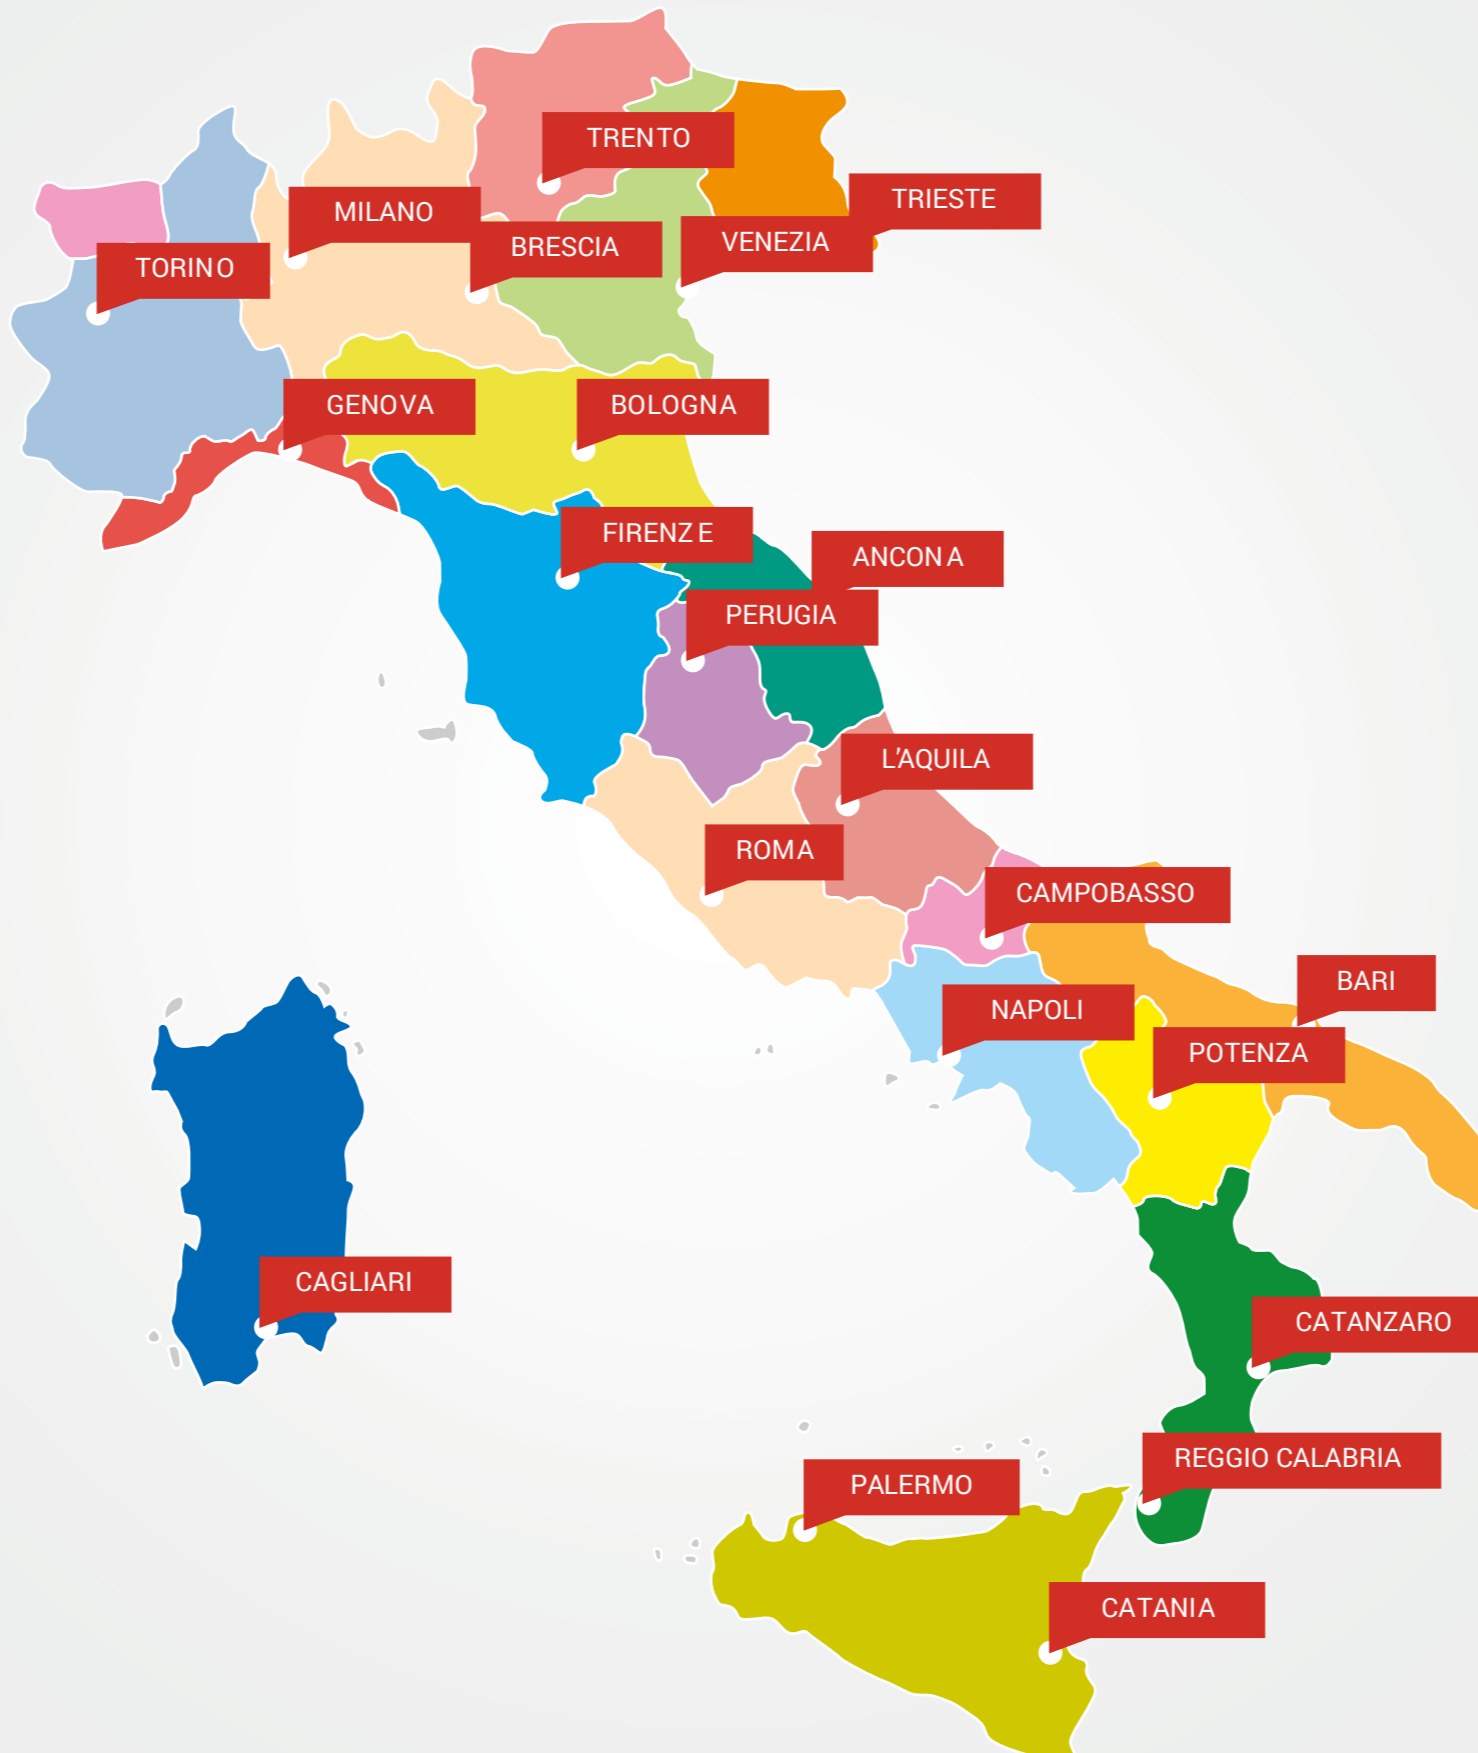 TRENTO
TRIESTE
MILANO
BRESCIA
VENEZIA
TORINO
GENOVA
BOLOGNA
FIRENZE
ANCONA
PERUGIA
L'AQUILA
ROMA
CAMPOBASSO
BARI
NAPOLI
POTENZA
CAGLIARI
CATANZARO
REGGIO CALABRIA
PALERMO
CATANIA